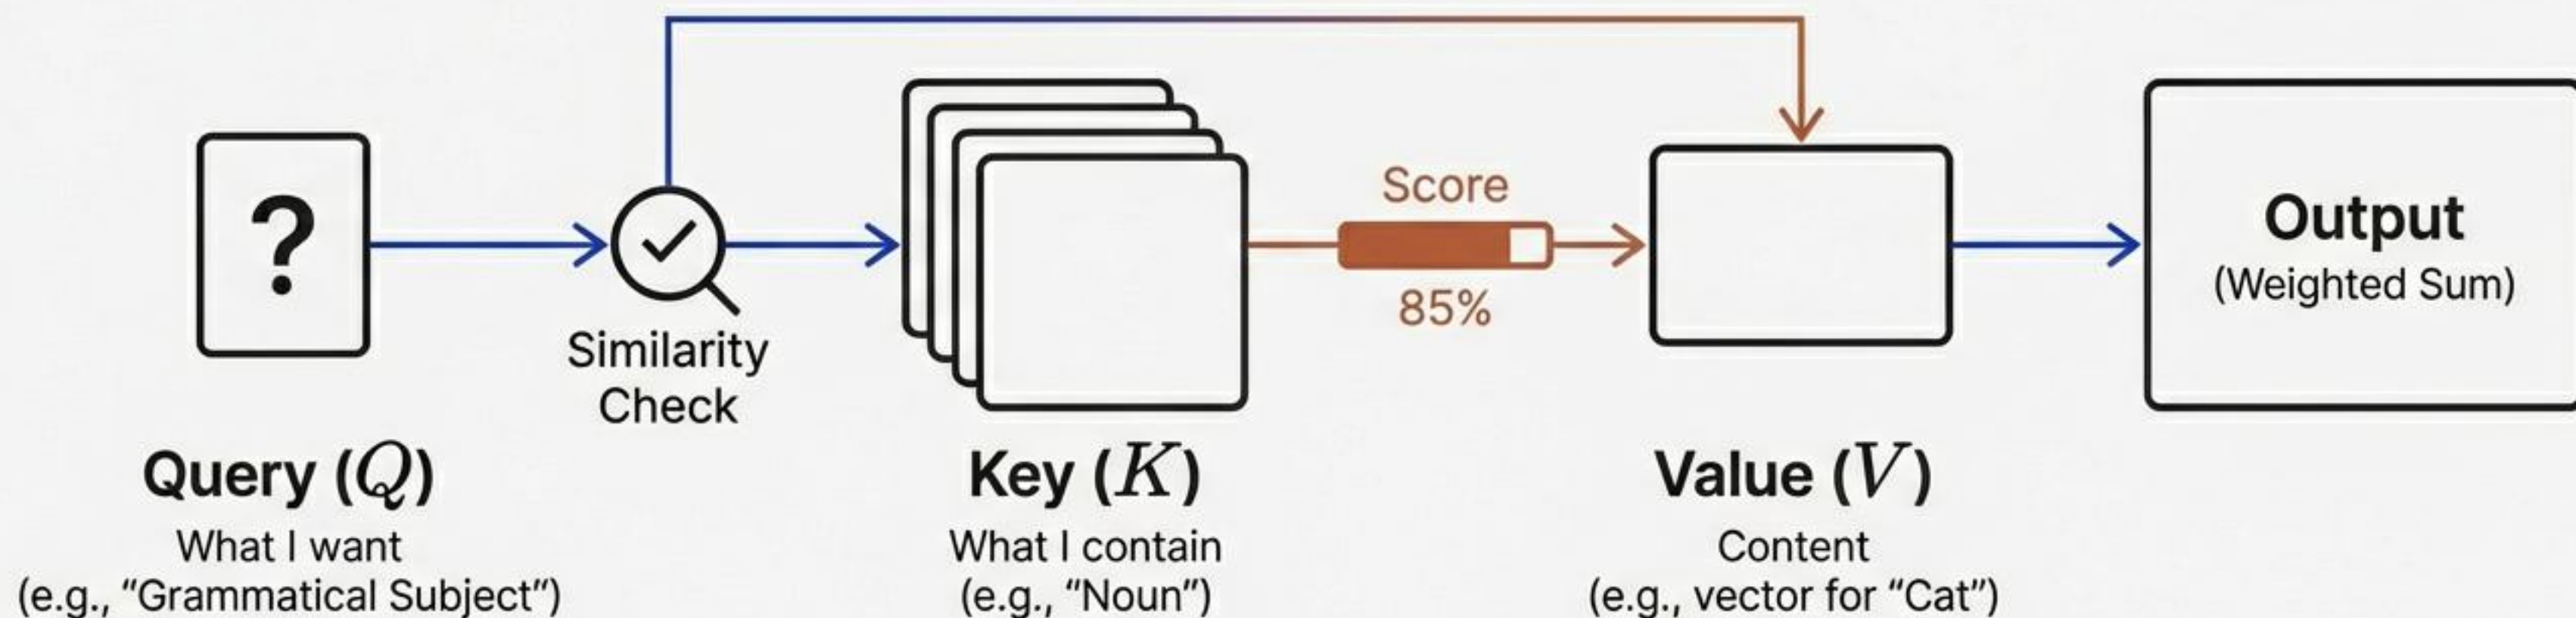 ?
Similarity
Check
Score
85%
Output
(Weighted Sum)
Query (Q)
What I want
(e.g., “Grammatical Subject”)
Key (K)
What I contain
(e.g., “Noun”)
Value (V)
Content
(e.g., vector for “Cat”)